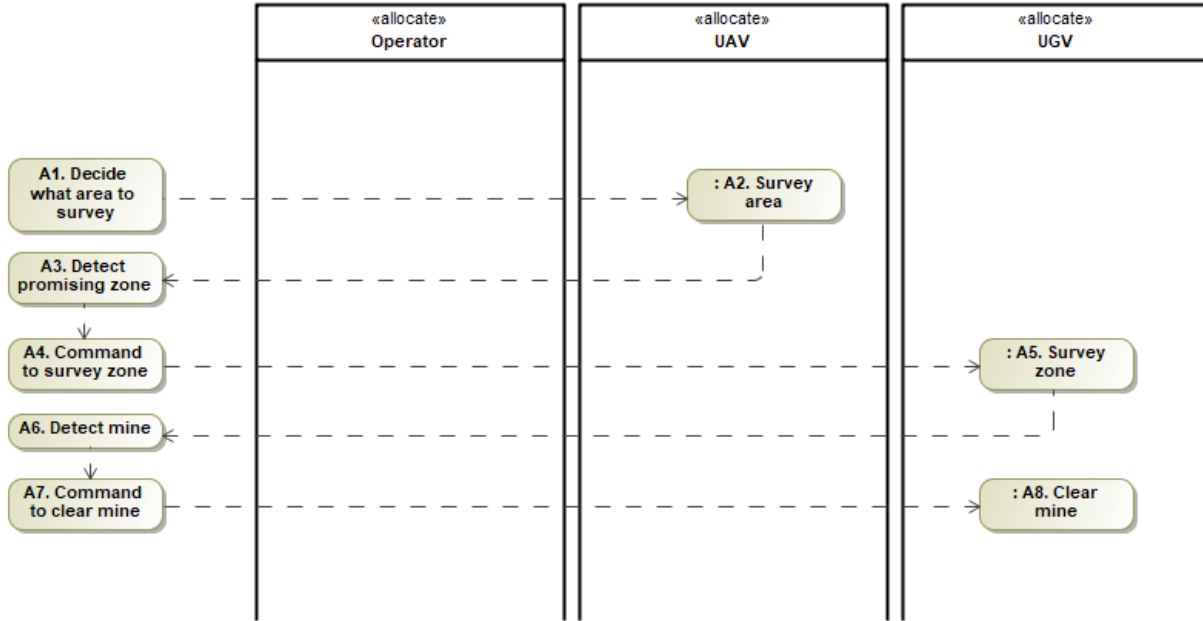 «allocate»
Operator
«allocate»
UAV
«allocate»
UGV
A1. Decide
what area to
survey
: A2. Survey
area
A3. Detect
promising zone
A4. Command
to survey zone
: A5. Survey
zone
A6. Detect mine
A7. Command
to clear mine
: A8. Clear
mine